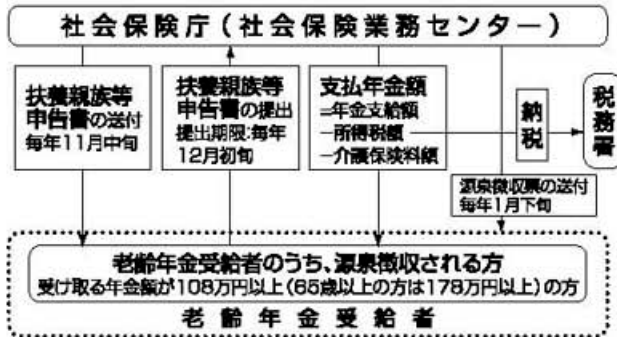 社会保険庁(社会保険業務センター)
扶養親族等
申告書の送付
毎年11月中旬
扶養親族等
申告書の提出
提出期限:毎年
12月初旬
支払年金額
=年金支給額
−所得税額
−介護保険料額
納税
税務署
源泉徴収票の送付
毎年1月下旬
老齢年金受給者のうち、源泉徴収される方
受け取る年金額が108万円以上(65歳以上の方は178万円以上)の方
老齢年金受給者